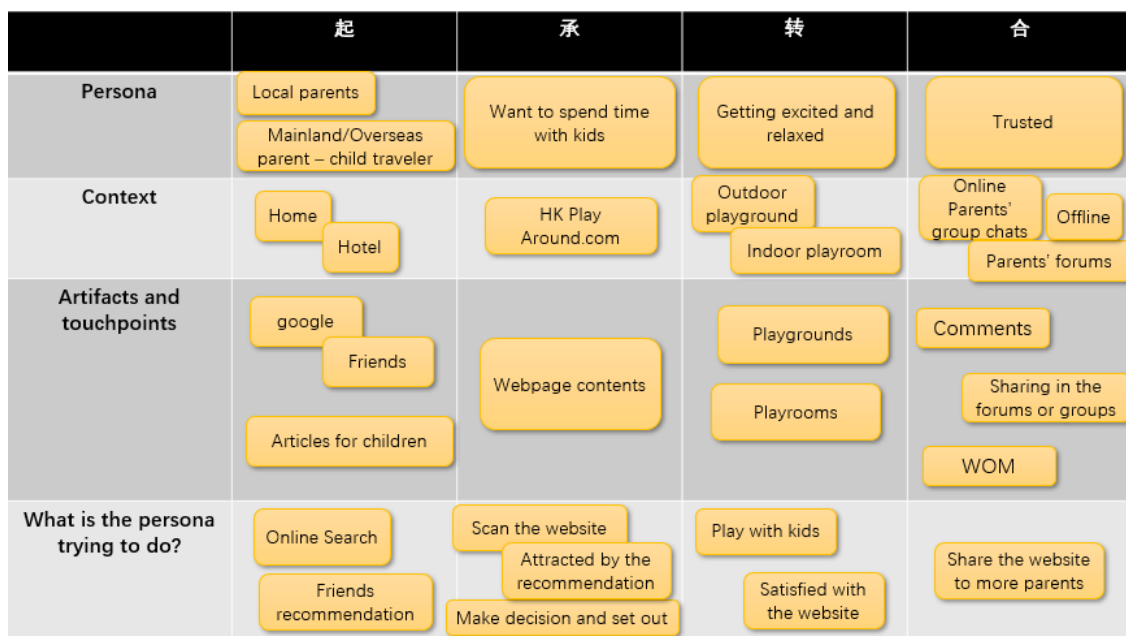 起 承 转 合
Persona
Local parents
Mainland/Overseas
parent – child traveler
Want to spend time
with kids
Getting excited and
relaxed
Trusted
Context
Home
Hotel
HK Play
Around.com
Outdoor
playground
Indoor playroom
Online
Parents’
group chats
Offline
Parents’ forums
Artifacts and
touchpoints
google
Friends
Articles for children
Webpage contents
Playgrounds
Playrooms
Comments
Sharing in the
forums or groups
WOM
What is the persona
trying to do?
Online Search
Friends
recommendation
Scan the website
Attracted by the
recommendation
Make decision and set out
Play with kids
Satisfied with
the website
Share the website
to more parents